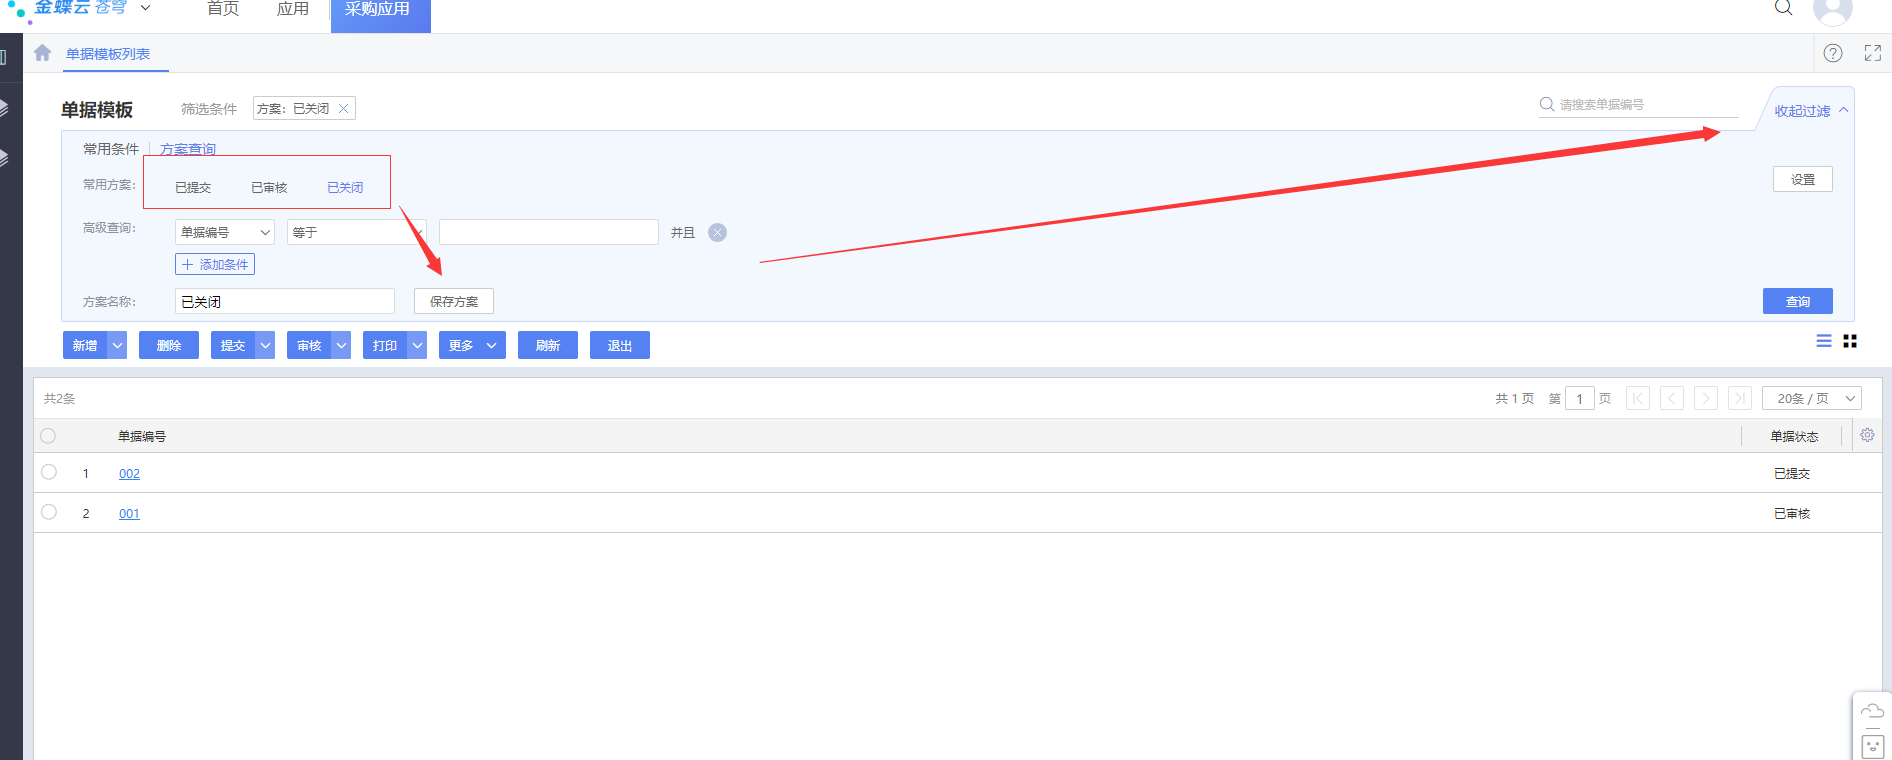 金蝶云 苍穹 首页 应用 采购应用
单据模板列表
单据模板 筛选条件 方案：已关闭 请搜索单据编号 收起过滤
常用条件 方案查询
常用方案： 已提交 已审核 已关闭 设置
高级查询： 单据编号 等于 并且
添加条件
方案名称： 已关闭 保存方案 查询
新增 删除 提交 审核 打印 更多 刷新 退出
共2条 共 1 页 第 1 页 20条 / 页
单据编号 单据状态
1 002 已提交
2 001 已审核